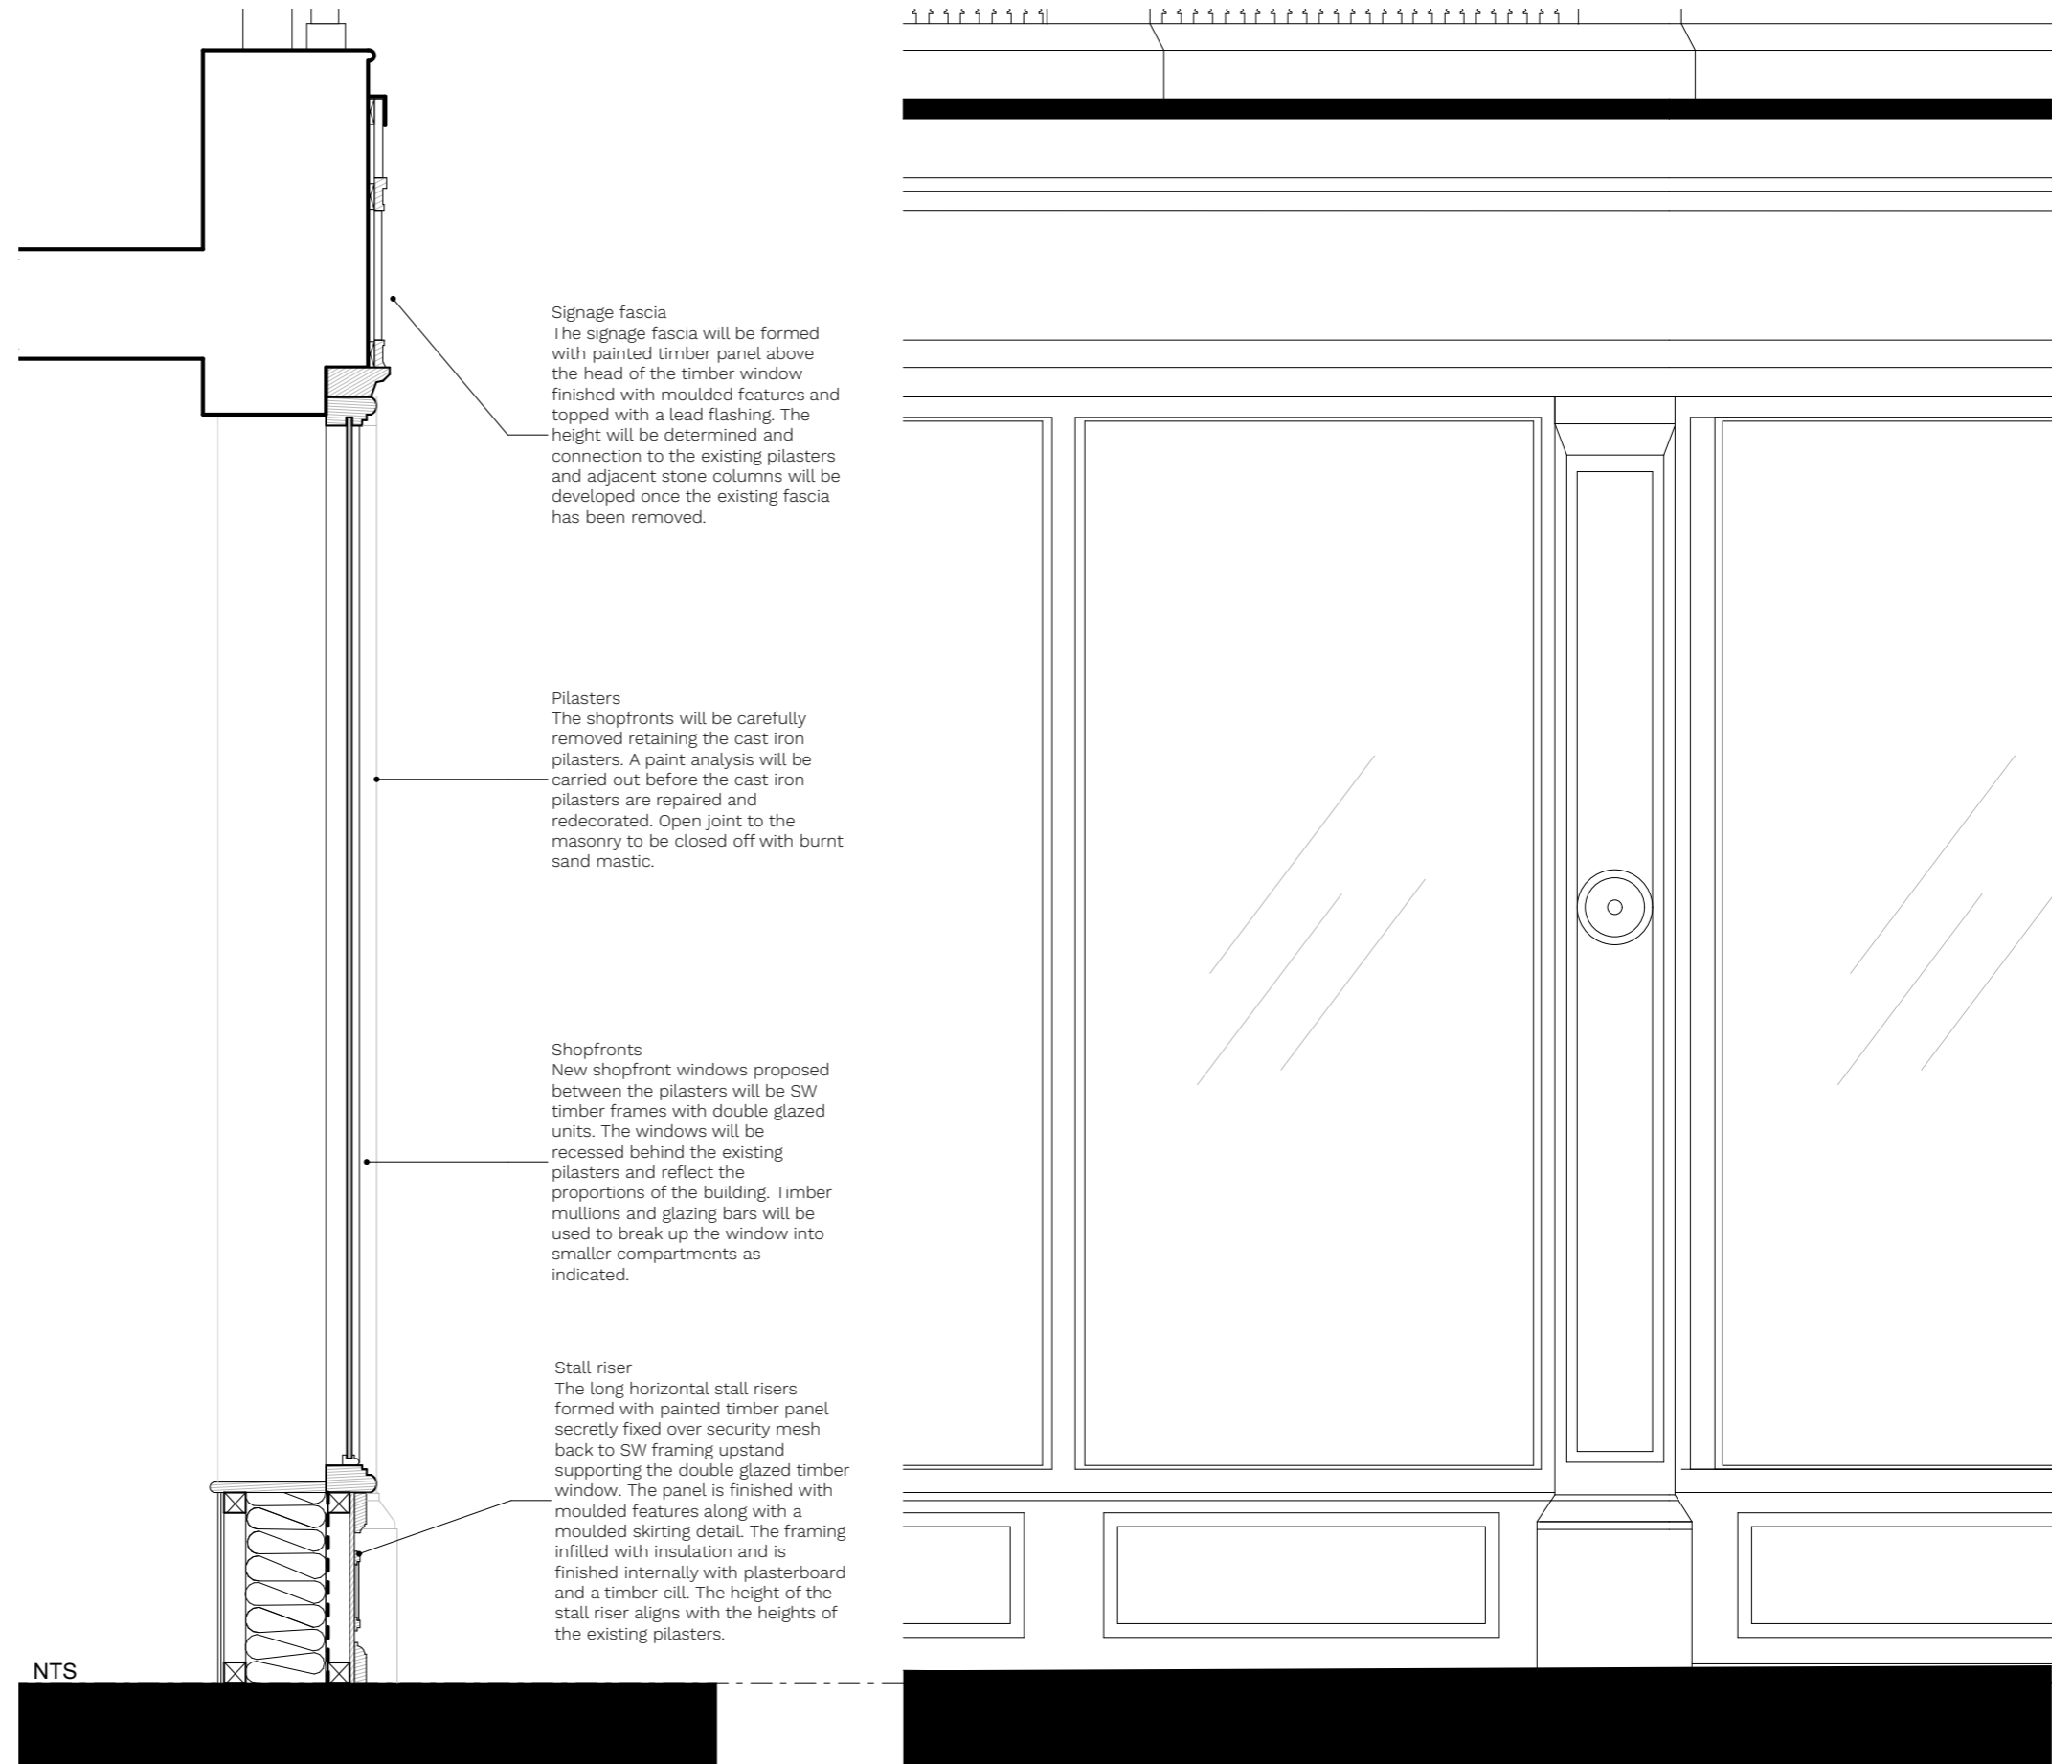 Signage fascia
The signage fascia will be formed
with painted timber panel above
the head of the timber window
finished with moulded features and
topped with a lead flashing. The
height will be determined and
connection to the existing pilasters
and adjacent stone columns will be
developed once the existing fascia
has been removed.
Pilasters
The shopfronts will be carefully
removed retaining the cast iron
pilasters. A paint analysis will be
carried out before the cast iron
pilasters are repaired and
redecorated. Open joint to the
masonry to be closed off with burnt
sand mastic.
Shopfronts
New shopfront windows proposed
between the pilasters will be SW
timber frames with double glazed
units. The windows will be
recessed behind the existing
pilasters and reflect the
proportions of the building. Timber
mullions and glazing bars will be
used to break up the window into
smaller compartments as
indicated.
Stall riser
The long horizontal stall risers
formed with painted timber panel
secretly fixed over security mesh
back to SW framing upstand
supporting the double glazed timber
window. The panel is finished with
moulded features along with a
moulded skirting detail. The framing
infilled with insulation and is
finished internally with plasterboard
and a timber cill. The height of the
stall riser aligns with the heights of
the existing pilasters.
NTS